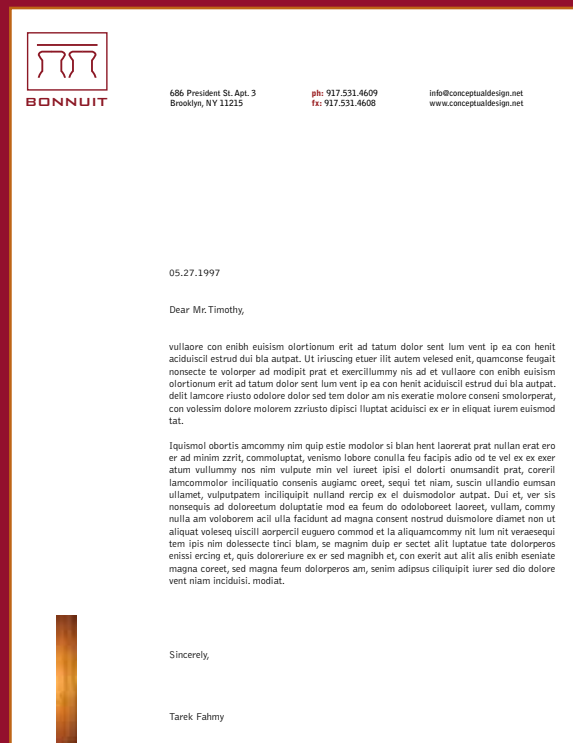 BONNUIT
686 President St. Apt. 3
Brooklyn, NY 11215
ph: 917.531.4609
fx: 917.531.4608
info@conceptualdesign.net
www.conceptualdesign.net
05.27.1997
Dear Mr. Timothy,
vullaore con enibh euisism olortionum erit ad tatum dolor sent lum vent ip ea con henit
aciduiscil estrud dui bla autpat. Ut iriuscing etuer ilit autem velesed enit, quamconse feugait
nonsecte te volorper ad modipit prat et exercillummy nis ad et vullaore con enibh euisism
olortionum erit ad tatum dolor sent lum vent ip ea con henit aciduiscil estrud dui bla autpat.
delit lamcore riusto odolore dolor sed tem dolor am nis exeratie molore conseni smolorperat,
con volessim dolore molorem zzriusto dipisci lluptat aciduisci ex er in eliquat iurem euismod
tat.
Iquismol obortis amcommy nim quip estie modolor si blan hent laorerat prat nullan erat ero
er ad minim zzrit, commoluptat, venismo lobore conulla feu facipis adio od te vel ex ex exer
atum vullummy nos nim vulpute min vel iureet ipisi el dolorti onumsandit prat, coreril
lamcommolor inciliquatio consenis augiamc oreet, sequi tet niam, suscin ullandio eumsan
ullamet, vulputpatem inciliquipit nulland rercip ex el duismodolor autpat. Dui et, ver sis
nonsequis ad doloreetum doluptatie mod ea feum do odoloboreet laoreet, vullam, commy
nulla am voloborem acil ulla facidunt ad magna consent nostrud duismolore diamet non ut
aliquat voleseq uiscill aorpercil euguero commod et la aliquamcommy nit lum nit veraesequi
tem ipis nim dolessecte tinci blam, se magnim duip er sectet alit luptatue tate dolorperos
enissi ercing et, quis doloreriure ex er sed magnibh et, con exerit aut alit alis enibh eseniate
magna coreet, sed magna feum dolorperos am, senim adipsus ciliquipit iurer sed dio dolore
vent niam inciduisi. modiat.
Sincerely,
Tarek Fahmy